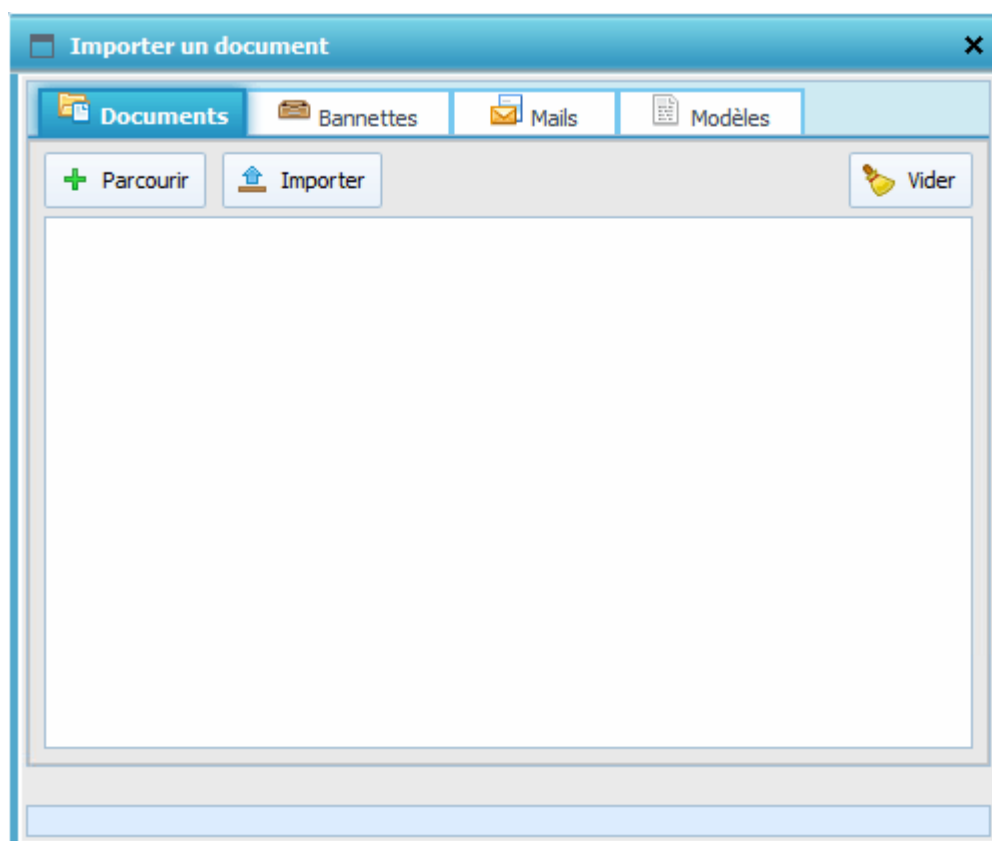 Importer un document
Documents Bannettes Mails Modèles
Parcourir Importer Vider